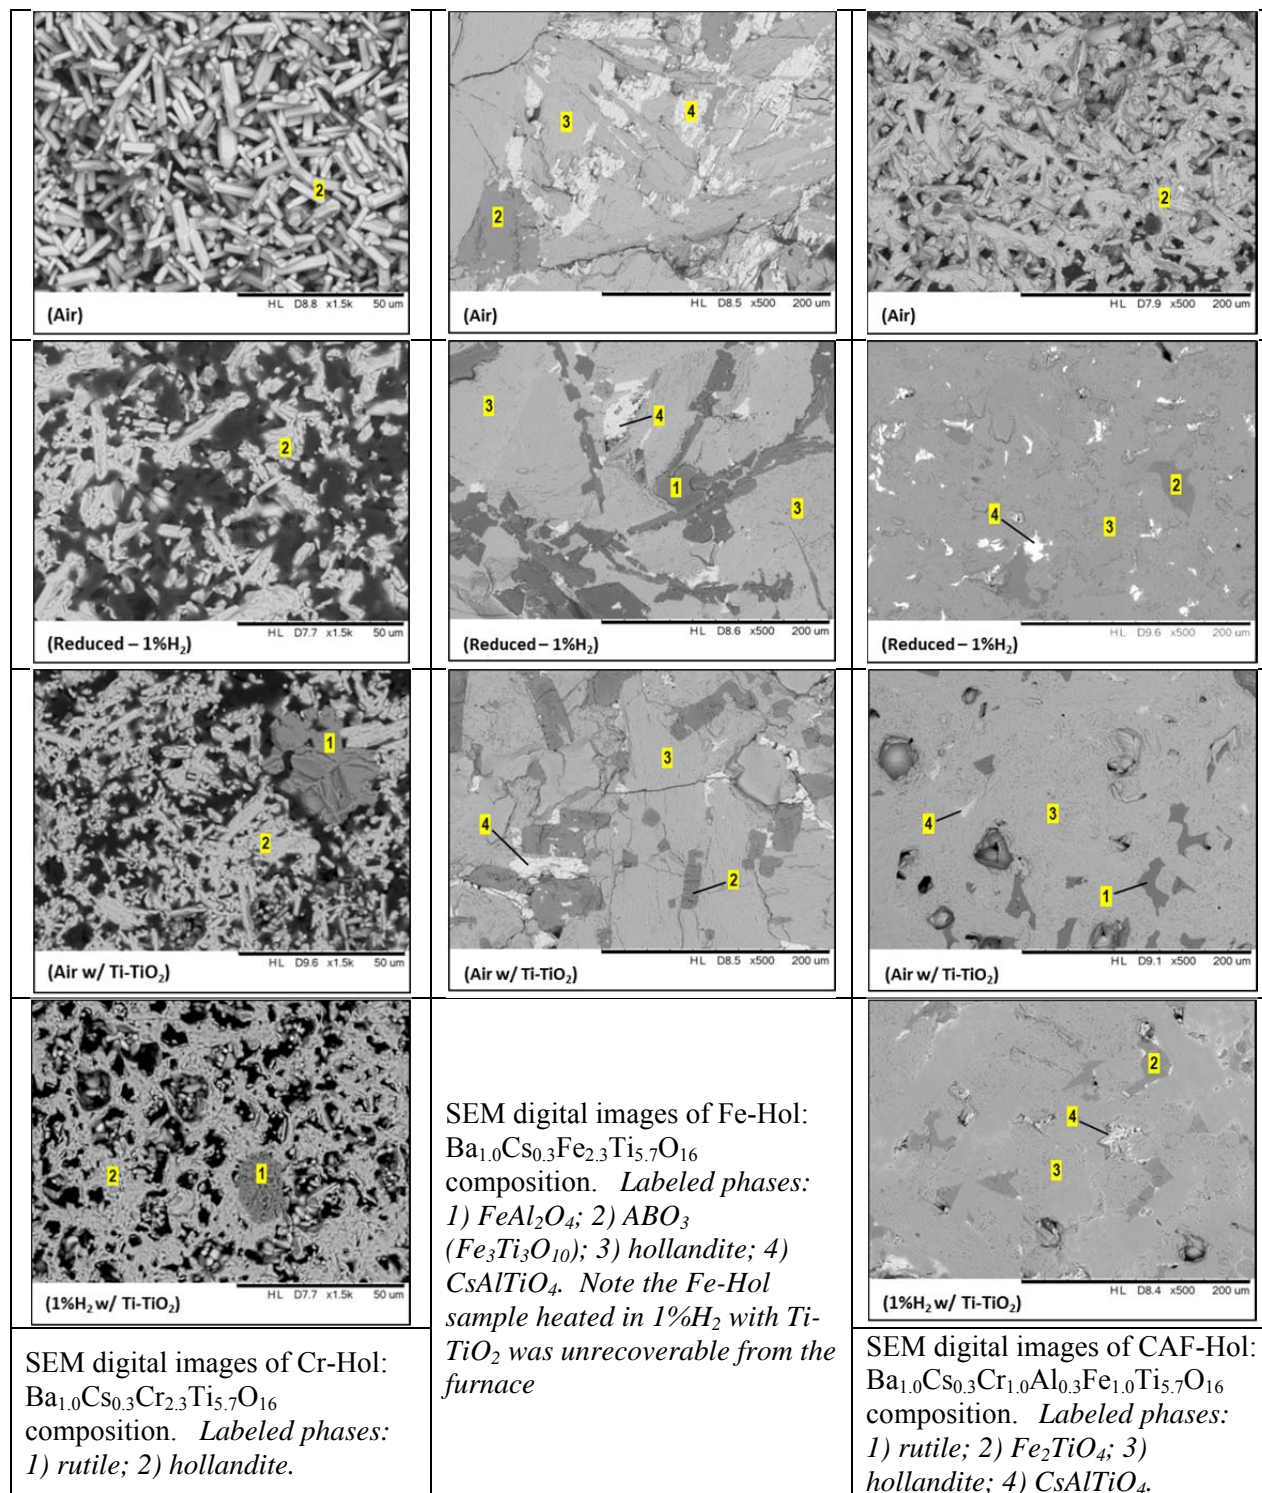 2
HL D8.8 x1.5k 50 um
(Air)
3
4
2
HL D8.5 x500 200 um
(Air)
2
HL D7.9 x500 200 um
(Air)
2
HL D7.7 x1.5k 50 um
(Reduced – 1%H₂)
3
4
1
3
HL D8.6 x500 200 um
(Reduced – 1%H₂)
2
4
3
HL D9.6 x500 200 um
(Reduced – 1%H₂)
1
2
HL D9.6 x1.5k 50 um
(Air w/ Ti-TiO₂)
3
4
2
HL D8.5 x500 200 um
(Air w/ Ti-TiO₂)
4
3
1
HL D9.1 x500 200 um
(Air w/ Ti-TiO₂)
2
1
HL D7.7 x1.5k 50 um
(1%H₂ w/ Ti-TiO₂)
SEM digital images of Cr-Hol:
Ba₁.₀Cs₀.₃Cr₂.₃Ti₅.₇O₁₆
composition. Labeled phases:
1) rutile; 2) hollandite.
SEM digital images of Fe-Hol:
Ba₁.₀Cs₀.₃Fe₂.₃Ti₅.₇O₁₆
composition. Labeled phases:
1) FeAl₂O₄; 2) ABO₃
(Fe₃Ti₃O₁₀); 3) hollandite; 4)
CsAlTiO₄. Note the Fe-Hol
sample heated in 1%H₂ with Ti-
TiO₂ was unrecoverable from the
furnace
2
4
3
HL D8.4 x500 200 um
(1%H₂ w/ Ti-TiO₂)
SEM digital images of CAF-Hol:
Ba₁.₀Cs₀.₃Cr₁.₀Al₀.₃Fe₁.₀Ti₅.₇O₁₆
composition. Labeled phases:
1) rutile; 2) Fe₂TiO₄; 3)
hollandite; 4) CsAlTiO₄.